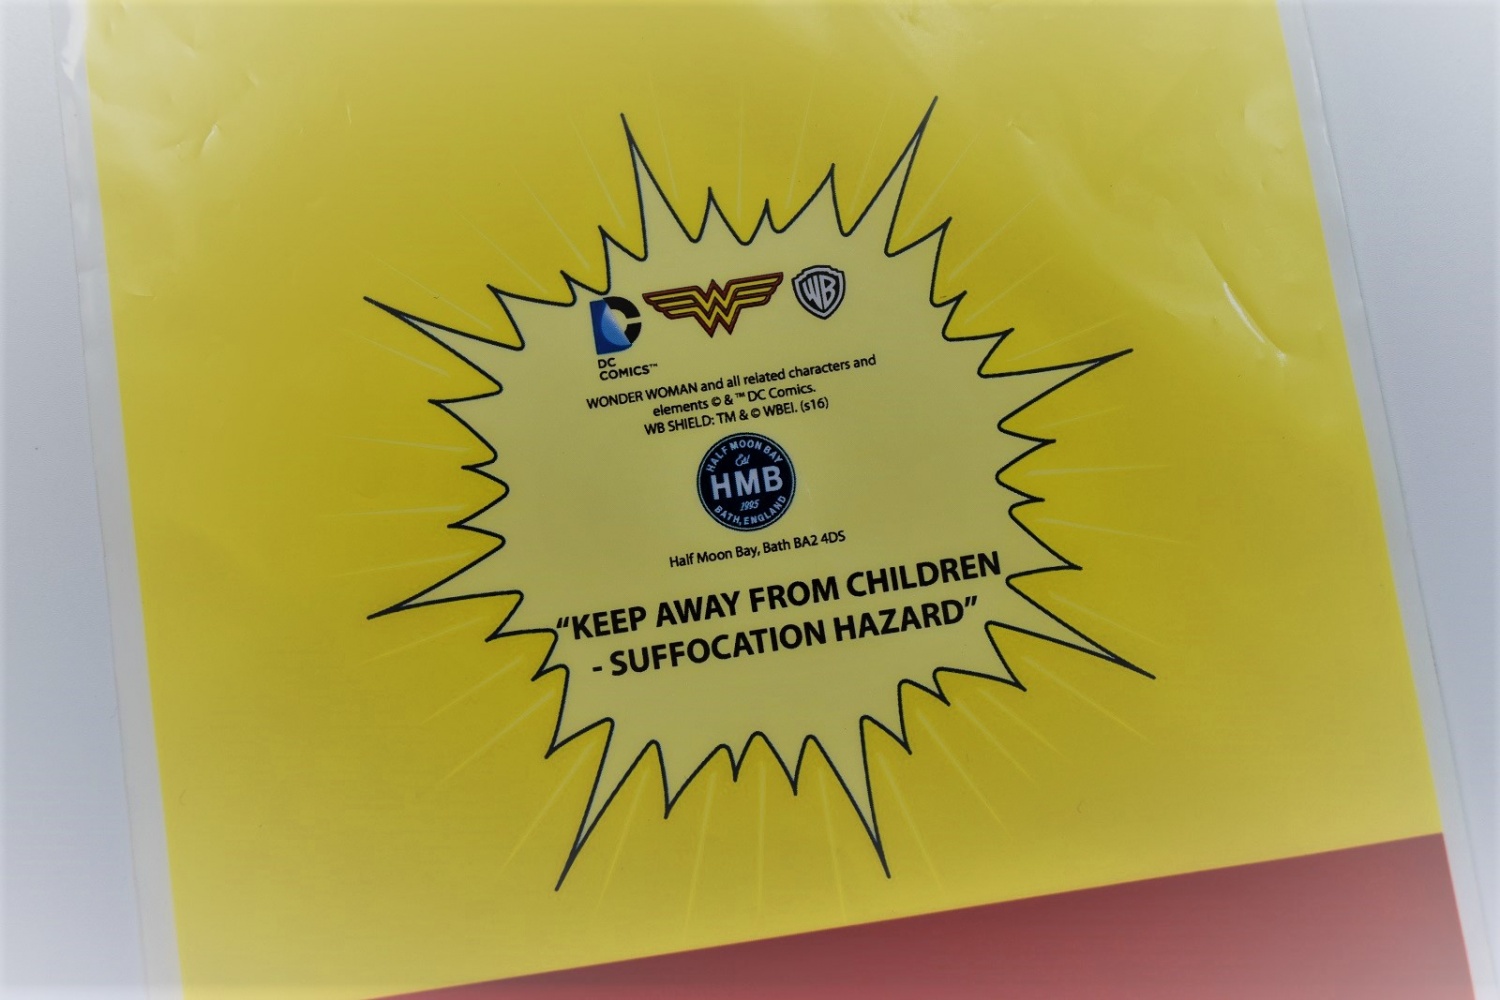 DC
COMICS™
W
WB
WONDER WOMAN and all related characters and
elements © & ™ DC Comics.
WB SHIELD: TM & © WBEI. (s16)
HALF MOON BAY
Est
HMB
1995
BATH, ENGLAND
Half Moon Bay, Bath BA2 4DS
“KEEP AWAY FROM CHILDREN
- SUFFOCATION HAZARD”